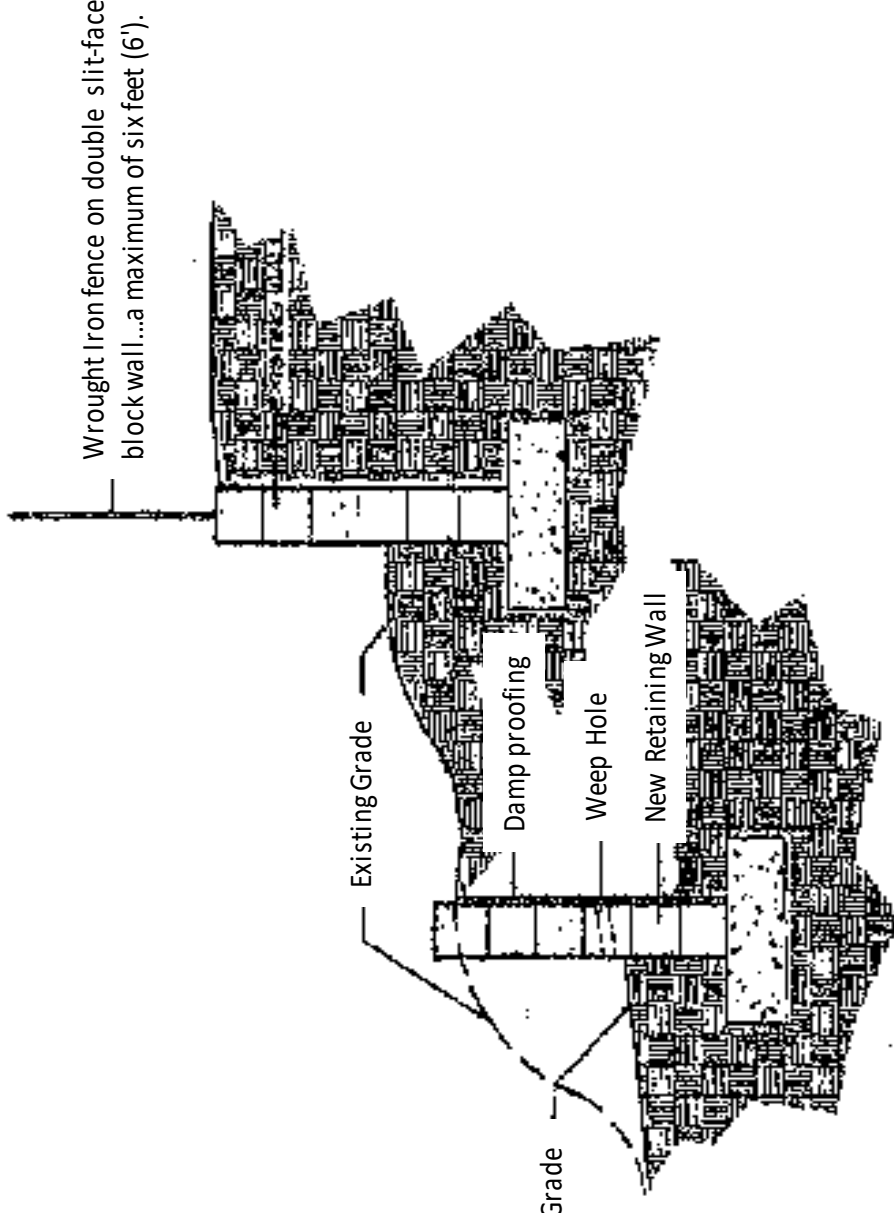 Wrought Iron fence on double slit-face
block wall...a maximum of six feet (6').
Existing Grade
Damp proofing
Weep Hole
New Retaining Wall
Grade